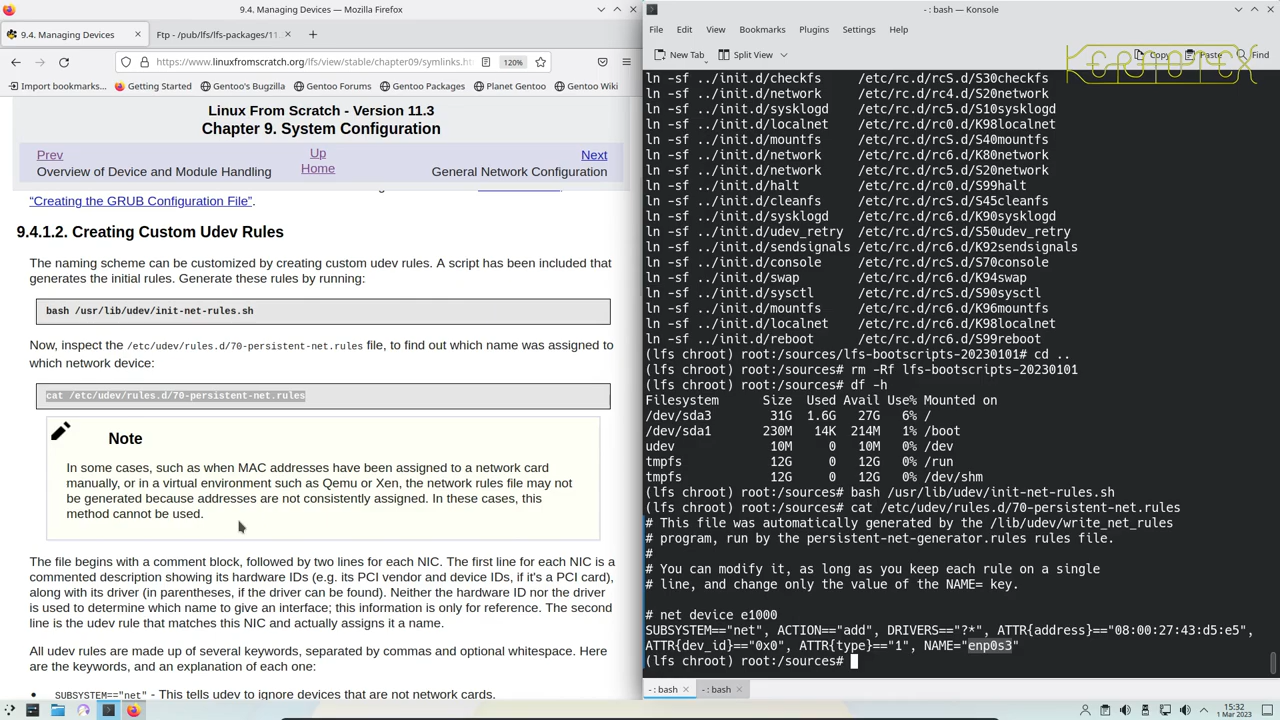 9.4. Managing Devices — Mozilla Firefox
9.4. Managing Devices
Ftp - /pub/lfs/lfs-packages/11.
https://www.linuxfromscratch.org/lfs/view/stable/chapter09/symlinks.ht
120%
Import bookmarks...
Getting Started
Gentoo's Bugzilla
Gentoo Forums
Gentoo Packages
Planet Gentoo
Gentoo Wiki
Linux From Scratch - Version 11.3
Chapter 9. System Configuration
Prev
Up
Next
Overview of Device and Module Handling
Home
General Network Configuration
“Creating the GRUB Configuration File”.
9.4.1.2. Creating Custom Udev Rules
The naming scheme can be customized by creating custom udev rules. A script has been included that
generates the initial rules. Generate these rules by running:
bash /usr/lib/udev/init-net-rules.sh
Now, inspect the /etc/udev/rules.d/70-persistent-net.rules file, to find out which name was assigned to
which network device:
cat /etc/udev/rules.d/70-persistent-net.rules
Note
In some cases, such as when MAC addresses have been assigned to a network card
manually, or in a virtual environment such as Qemu or Xen, the network rules file may not
be generated because addresses are not consistently assigned. In these cases, this
method cannot be used.
The file begins with a comment block, followed by two lines for each NIC. The first line for each NIC is a
commented description showing its hardware IDs (e.g. its PCI vendor and device IDs, if it's a PCI card),
along with its driver (in parentheses, if the driver can be found). Neither the hardware ID nor the driver
is used to determine which name to give an interface; this information is only for reference. The second
line is the udev rule that matches this NIC and actually assigns it a name.
All udev rules are made up of several keywords, separated by commas and optional whitespace. Here
are the keywords, and an explanation of each one:
• SUBSYSTEM=="net" - This tells udev to ignore devices that are not network cards.
- : bash — Konsole
File Edit View Bookmarks Plugins Settings Help
New Tab Split View Copy Paste Find
KERNOTEX
ln -sf ../init.d/checkfs /etc/rc.d/rcS.d/S30checkfs
ln -sf ../init.d/network /etc/rc.d/rc4.d/S20network
ln -sf ../init.d/sysklogd /etc/rc.d/rc5.d/S10sysklogd
ln -sf ../init.d/localnet /etc/rc.d/rc0.d/K98localnet
ln -sf ../init.d/mountfs /etc/rc.d/rcS.d/S40mountfs
ln -sf ../init.d/network /etc/rc.d/rc6.d/K80network
ln -sf ../init.d/network /etc/rc.d/rc5.d/S20network
ln -sf ../init.d/halt /etc/rc.d/rc0.d/S99halt
ln -sf ../init.d/cleanfs /etc/rc.d/rcS.d/S45cleanfs
ln -sf ../init.d/sysklogd /etc/rc.d/rc6.d/K90sysklogd
ln -sf ../init.d/udev_retry /etc/rc.d/rcS.d/S50udev_retry
ln -sf ../init.d/sendsignals /etc/rc.d/rc6.d/K92sendsignals
ln -sf ../init.d/console /etc/rc.d/rcS.d/S70console
ln -sf ../init.d/swap /etc/rc.d/rc6.d/K94swap
ln -sf ../init.d/sysctl /etc/rc.d/rcS.d/S90sysctl
ln -sf ../init.d/mountfs /etc/rc.d/rc6.d/K96mountfs
ln -sf ../init.d/localnet /etc/rc.d/rc6.d/K98localnet
ln -sf ../init.d/reboot /etc/rc.d/rc6.d/S99reboot
(lfs chroot) root:/sources/lfs-bootscripts-20230101# cd ..
(lfs chroot) root:/sources# rm -Rf lfs-bootscripts-20230101
(lfs chroot) root:/sources# df -h
Filesystem Size Used Avail Use% Mounted on
/dev/sda3 31G 1.6G 27G 6% /
/dev/sda1 230M 14K 214M 1% /boot
udev 10M 0 10M 0% /dev
tmpfs 12G 0 12G 0% /run
tmpfs 12G 0 12G 0% /dev/shm
(lfs chroot) root:/sources# bash /usr/lib/udev/init-net-rules.sh
(lfs chroot) root:/sources# cat /etc/udev/rules.d/70-persistent-net.rules
# This file was automatically generated by the /lib/udev/write_net_rules
# program, run by the persistent-net-generator.rules rules file.
#
# You can modify it, as long as you keep each rule on a single
# line, and change only the value of the NAME= key.
# net device e1000
SUBSYSTEM=="net", ACTION=="add", DRIVERS=="?*", ATTR{address}=="08:00:27:43:d5:e5",
ATTR{dev_id}=="0x0", ATTR{type}=="1", NAME="enp0s3"
(lfs chroot) root:/sources#
- : bash
- : bash
15:32
1 Mar 2023